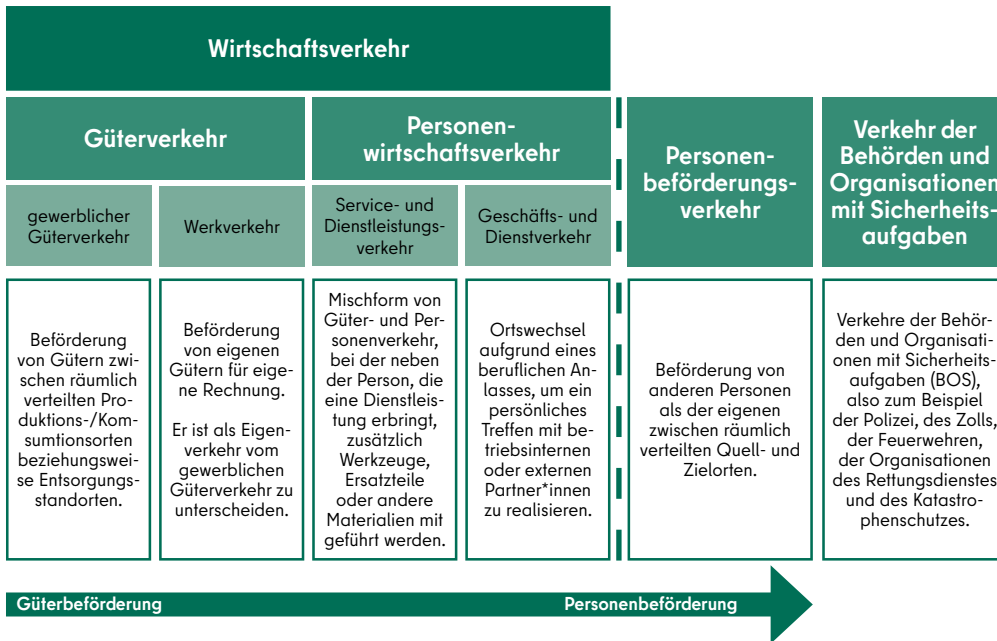 Wirtschaftsverkehr
Güterverkehr
Personen-
wirtschaftsverkehr
Personen-
beförderungs-
verkehr
Verkehr der
Behörden und
Organisationen
mit Sicherheits-
aufgaben
gewerblicher
Güterverkehr
Werkverkehr
Service- und
Dienstleistungs-
verkehr
Geschäfts- und
Dienstverkehr
Beförderung
von Gütern zwi-
schen räumlich
verteilten Pro-
duktions-/Kom-
sumtionsorten
beziehungswei-
se Entsorgungs-
standorten.
Beförderung
von eigenen
Gütern für eige-
ne Rechnung.
Er ist als Eigen-
verkehr vom
gewerblichen
Güterverkehr zu
unterscheiden.
Mischform von
Güter- und Per-
sonenverkehr,
bei der neben
der Person, die
eine Dienstleis-
tung erbringt,
zusätzlich
Werkzeuge,
Ersatzteile
oder andere
Materialien mit
geführt werden.
Ortswechsel
aufgrund eines
beruflichen An-
lasses, um ein
persönliches
Treffen mit be-
triebsinternen
oder externen
Partner*innen
zu realisieren.
Beförderung von
anderen Personen
als der eigenen
zwischen räumlich
verteilten Quell- und
Zielorten.
Verkehre der Behör-
den und Organisati-
onen mit Sicherheits-
aufgaben (BOS),
also zum Beispiel
der Polizei, des Zolls,
der Feuerwehren,
der Organisationen
des Rettungsdienstes
und des Katastro-
phenschutzes.
Güterbeförderung
Personenbeförderung